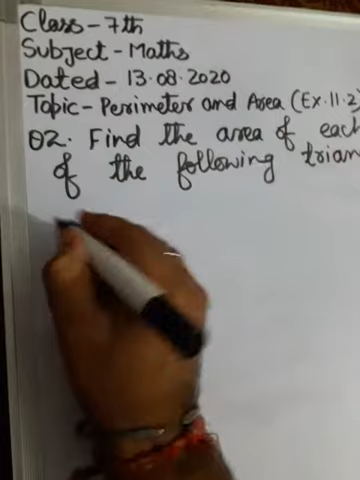 Class-7th
Subject-Maths
Dated-13.08.2020
Topic-Perimeter and Area (Ex.11.2)
Q2. Find the area of each
of the following trian